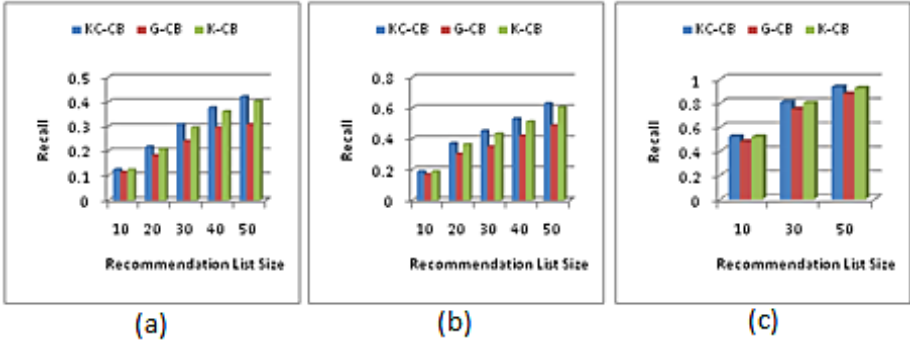 KC-CB G-CB K-CB
0.5
0.4
0.3
0.2
0.1
0
Recall
10 20 30 40 50
Recommendation List Size
(a)
KC-CB G-CB K-CB
0.8
0.6
0.4
0.2
0
Recall
10 20 30 40 50
Recommendation List Size
(b)
KC-CB G-CB K-CB
1
0.8
0.6
0.4
0.2
0
Recall
10 30 50
Recommendation List Size
(c)